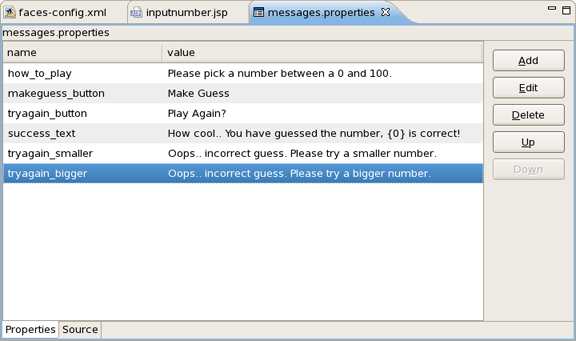 faces-config.xml inputnumber.jsp messages.properties
messages.properties
name value
how_to_play Please pick a number between a 0 and 100.
makeguess_button Make Guess
tryagain_button Play Again?
success_text How cool.. You have guessed the number, {0} is correct!
tryagain_smaller Oops.. incorrect guess. Please try a smaller number.
tryagain_bigger Oops.. incorrect guess. Please try a bigger number.
Add
Edit
Delete
Up
Down
Properties Source